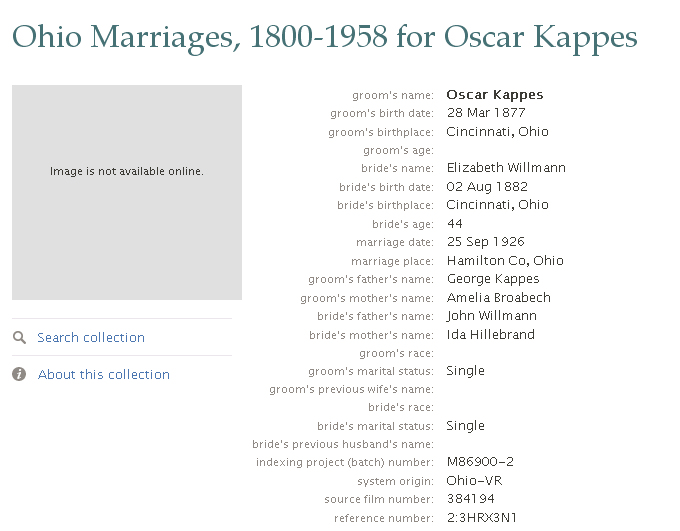 Ohio Marriages, 1800-1958 for Oscar Kappes
Image is not available online.
Search collection
About this collection
groom's name: Oscar Kappes
groom's birth date: 28 Mar 1877
groom's birthplace: Cincinnati, Ohio
groom's age:
bride's name: Elizabeth Willmann
bride's birth date: 02 Aug 1882
bride's birthplace: Cincinnati, Ohio
bride's age: 44
marriage date: 25 Sep 1926
marriage place: Hamilton Co, Ohio
groom's father's name: George Kappes
groom's mother's name: Amelia Broabech
bride's father's name: John Willmann
bride's mother's name: Ida Hillebrand
groom's race:
groom's marital status: Single
groom's previous wife's name:
bride's race:
bride's marital status: Single
bride's previous husband's name:
indexing project (batch) number: M86900-2
system origin: Ohio-VR
source film number: 384194
reference number: 2:3HRX3N1